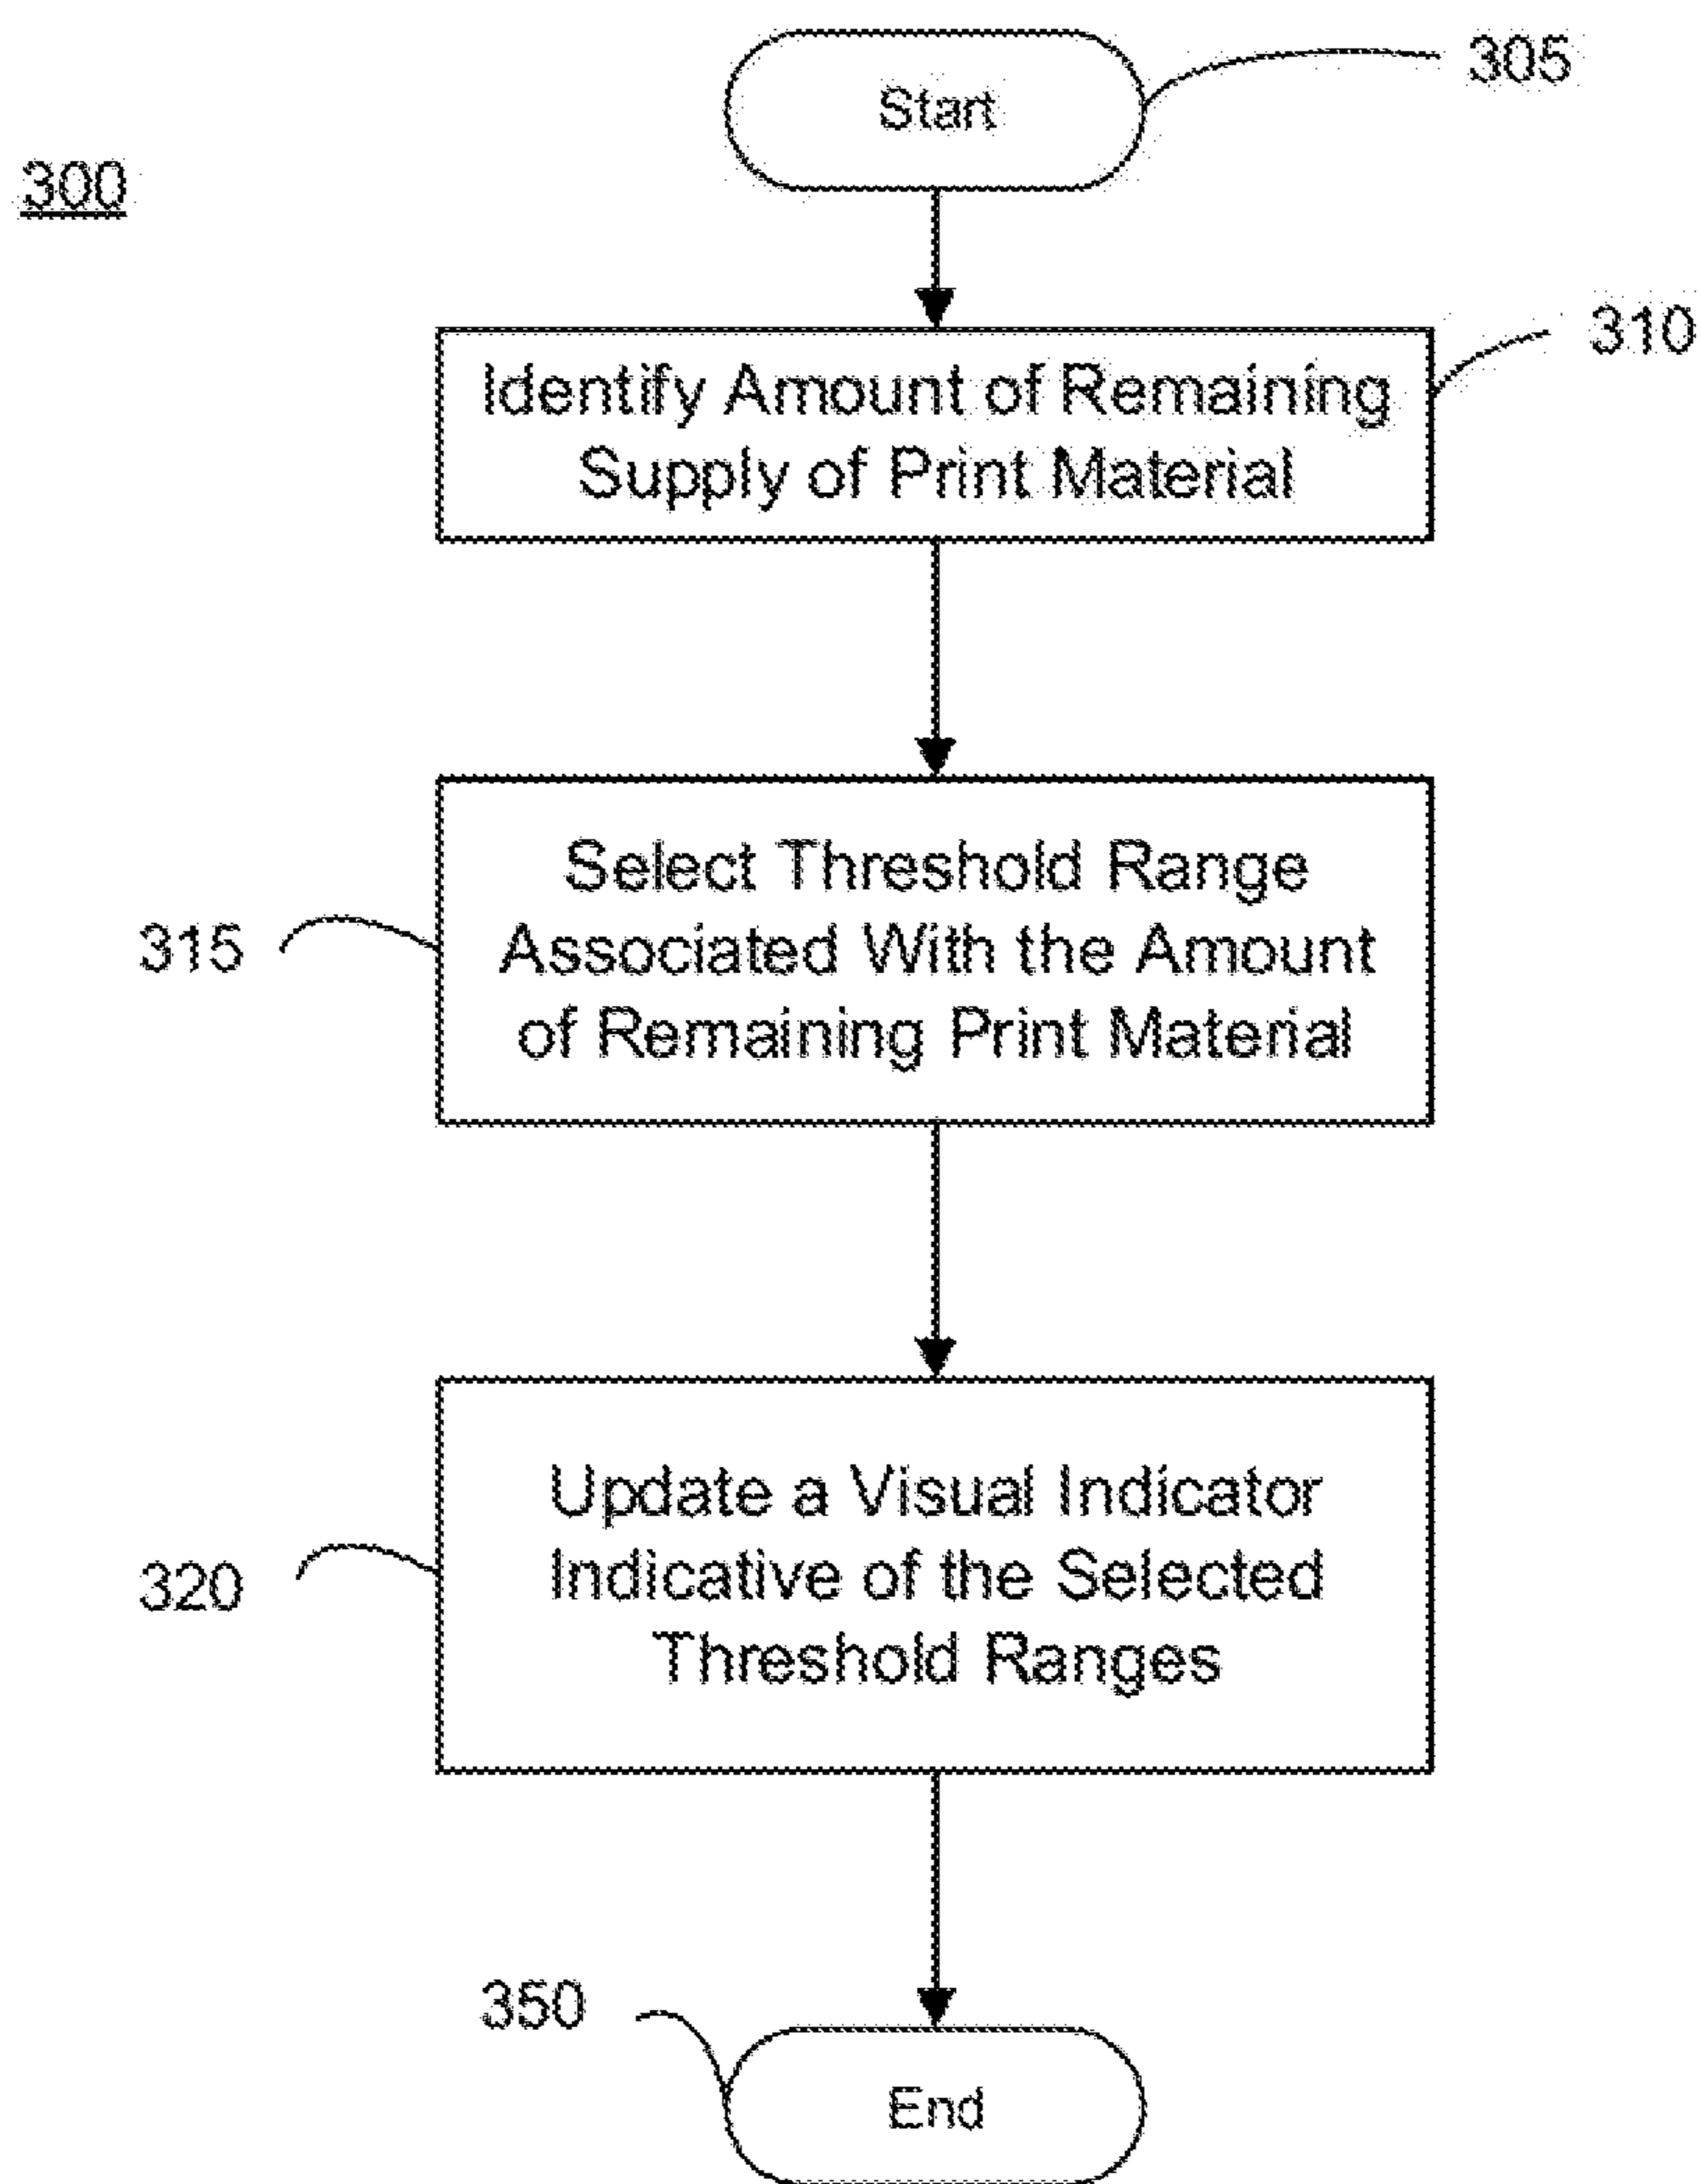 305
Start
300
310
Identify Amount of Remaining
Supply of Print Material
Select Threshold Range
315
Associated With the Amount
of Remaining Print Material
Update a Visual Indicator
320
Indicative of the Selected
Threshold Ranges
350
End